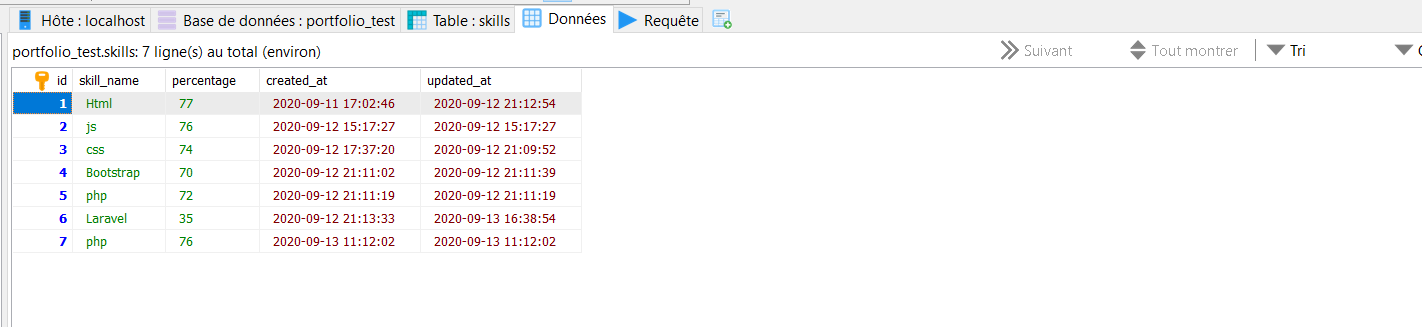 Hôte : localhost Base de données : portfolio_test Table : skills Données Requête
portfolio_test.skills: 7 ligne(s) au total (environ) Suivant Tout montrer Tri
id skill_name percentage created_at updated_at
1 Html 77 2020-09-11 17:02:46 2020-09-12 21:12:54
2 js 76 2020-09-12 15:17:27 2020-09-12 15:17:27
3 css 74 2020-09-12 17:37:20 2020-09-12 21:09:52
4 Bootstrap 70 2020-09-12 21:11:02 2020-09-12 21:11:39
5 php 72 2020-09-12 21:11:19 2020-09-12 21:11:19
6 Laravel 35 2020-09-12 21:13:33 2020-09-13 16:38:54
7 php 76 2020-09-13 11:12:02 2020-09-13 11:12:02